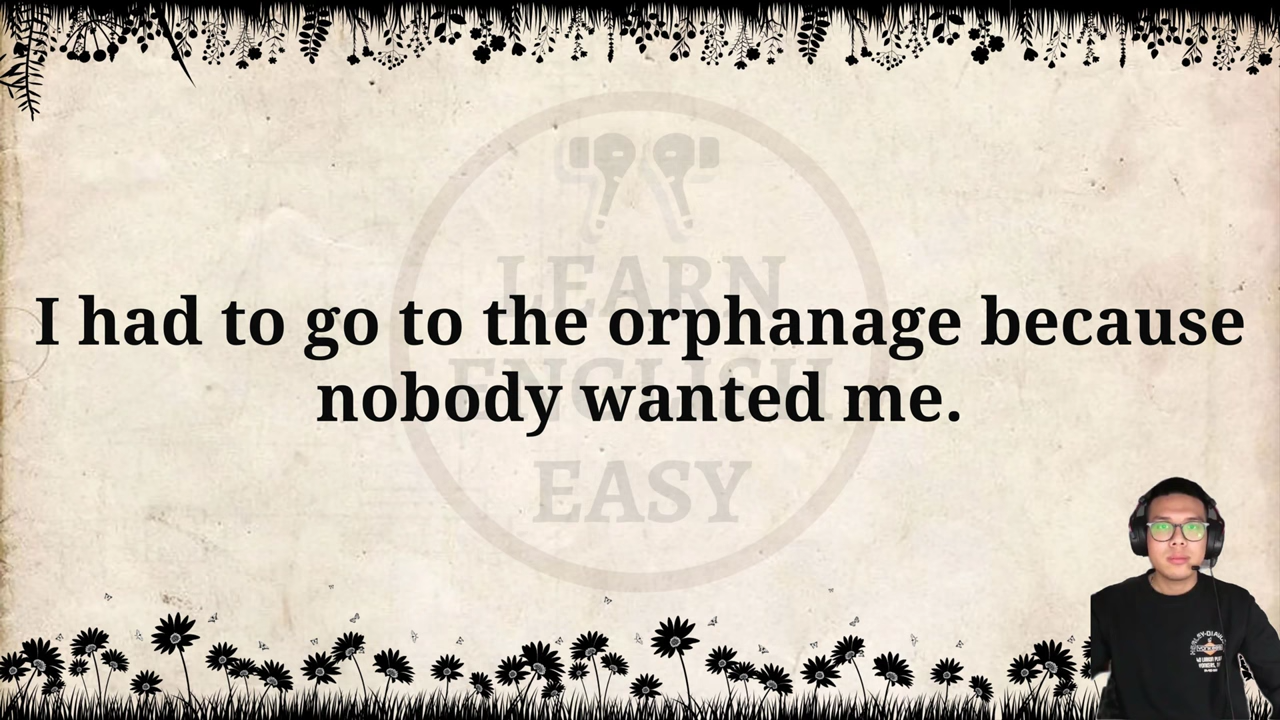 LEARN
ENGLISH
EASY
I had to go to the orphanage because
nobody wanted me.